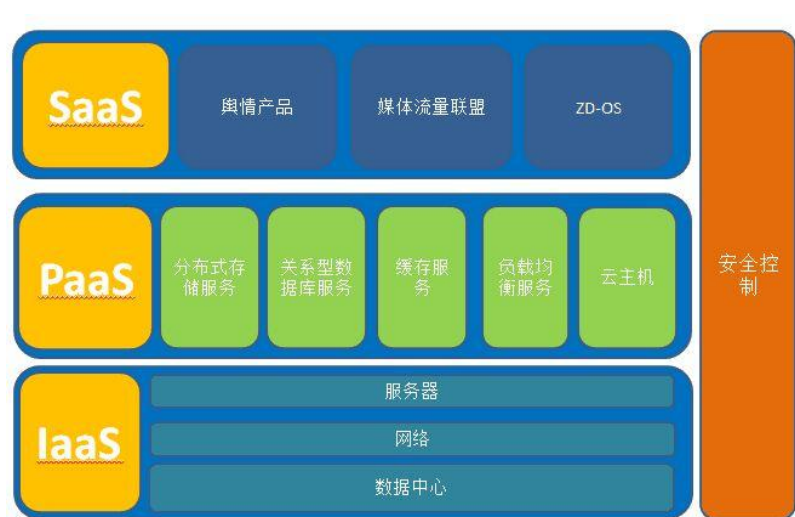 SaaS
舆情产品
媒体流量联盟
ZD-OS
PaaS
分布式存
储服务
关系型数
据库服务
缓存服
务
负载均
衡服务
云主机
IaaS
服务器
网络
数据中心
安全控
制